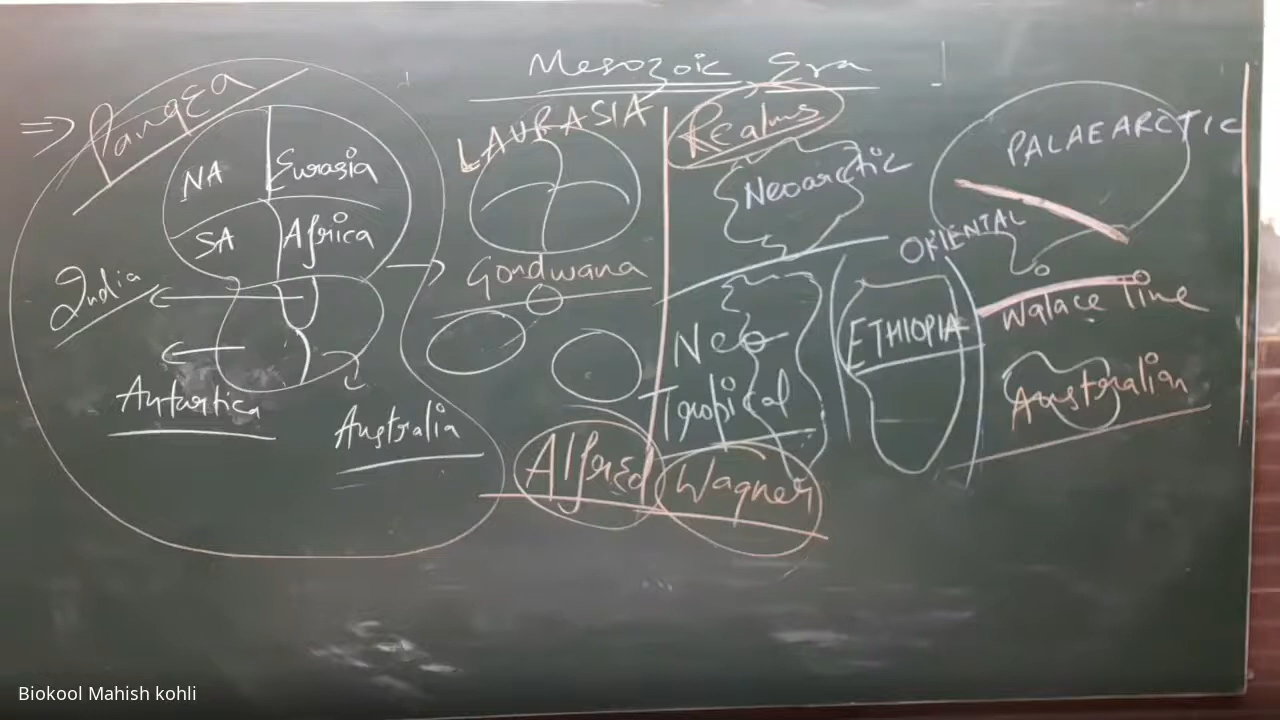 Mesozoic Era
Pangea
NA
Eurasia
SA
Africa
India
Antartica
Australia
LAURASIA
Gondwana
Alfred Wagner
Realms
Neoarctic
Neo
Tropical
ETHIOPIA
PALAEARCTIC
ORIENTAL
Walace line
Australian
Biokool Mahish kohli